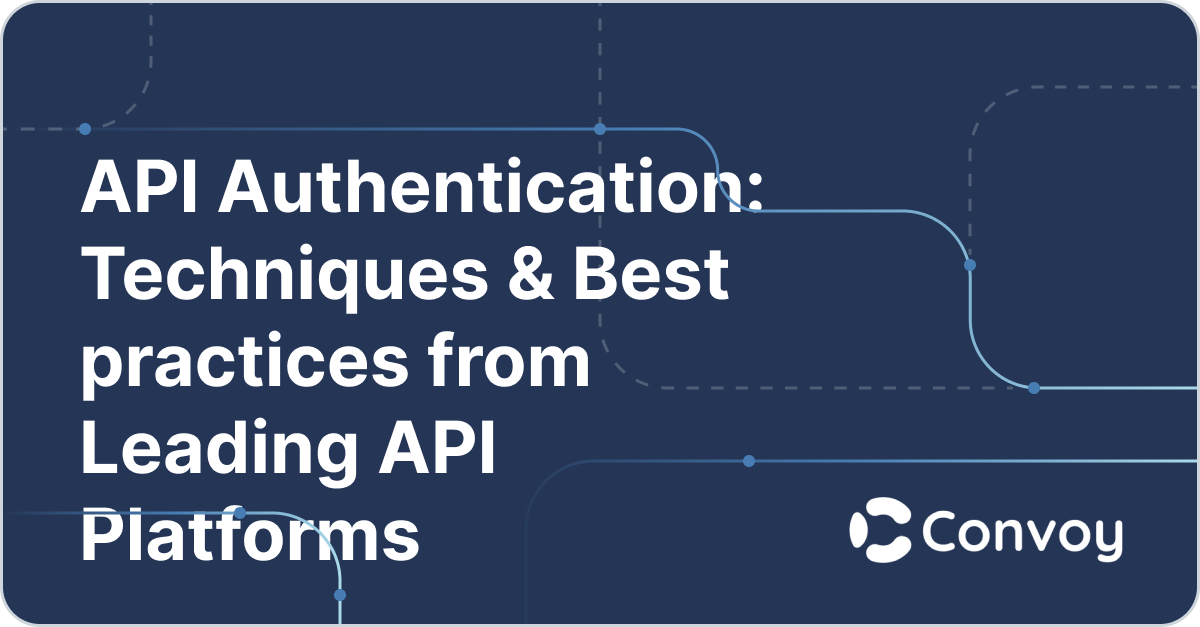 API Authentication:
Techniques & Best
practices from
Leading API
Platforms
Convoy